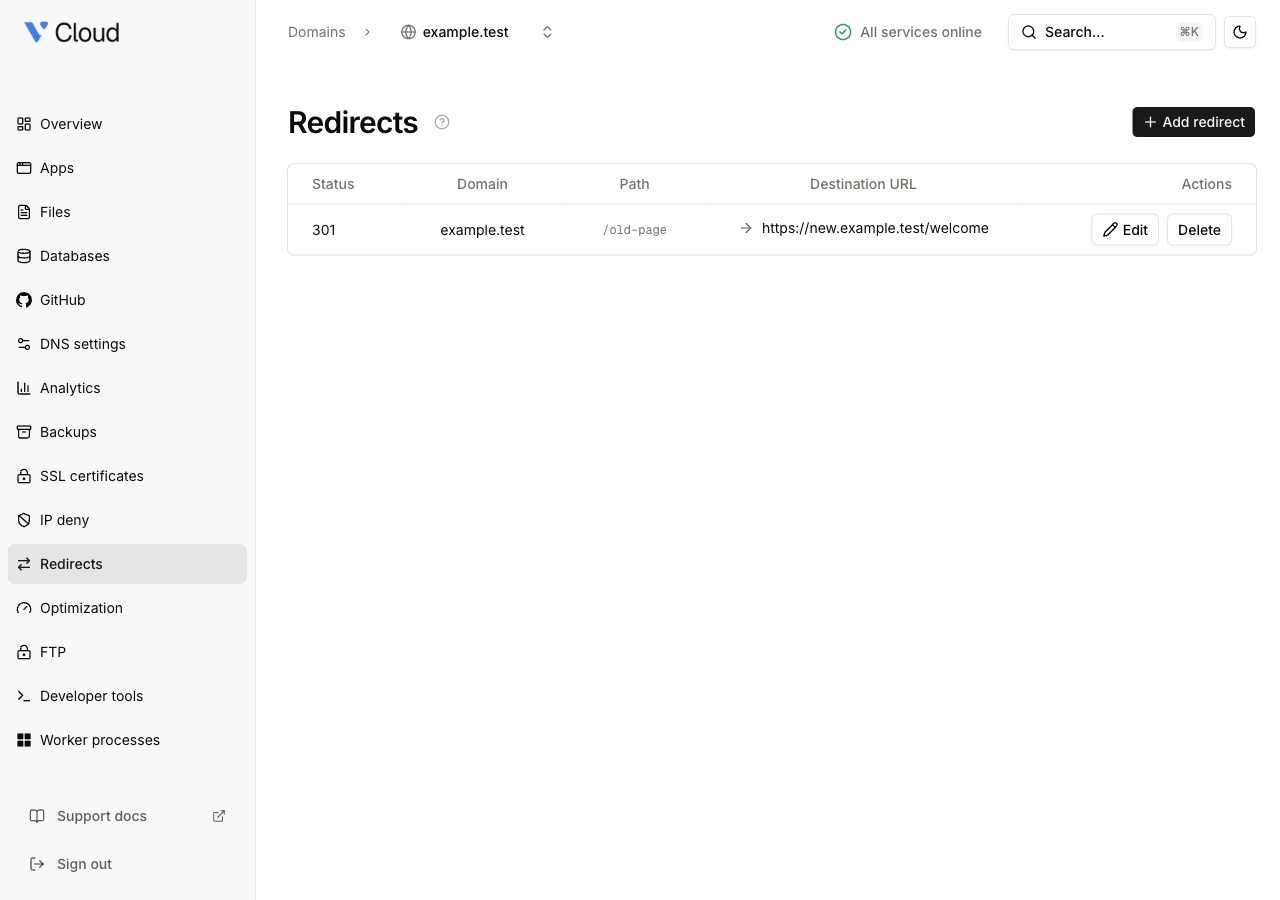 Cloud
Domains
example.test
All services online
Search...
⌘K
Overview
Apps
Files
Databases
GitHub
DNS settings
Analytics
Backups
SSL certificates
IP deny
Redirects
Optimization
FTP
Developer tools
Worker processes
Support docs
Sign out
Redirects
+ Add redirect
Status Domain Path Destination URL Actions
301 example.test /old-page → https://new.example.test/welcome Edit Delete